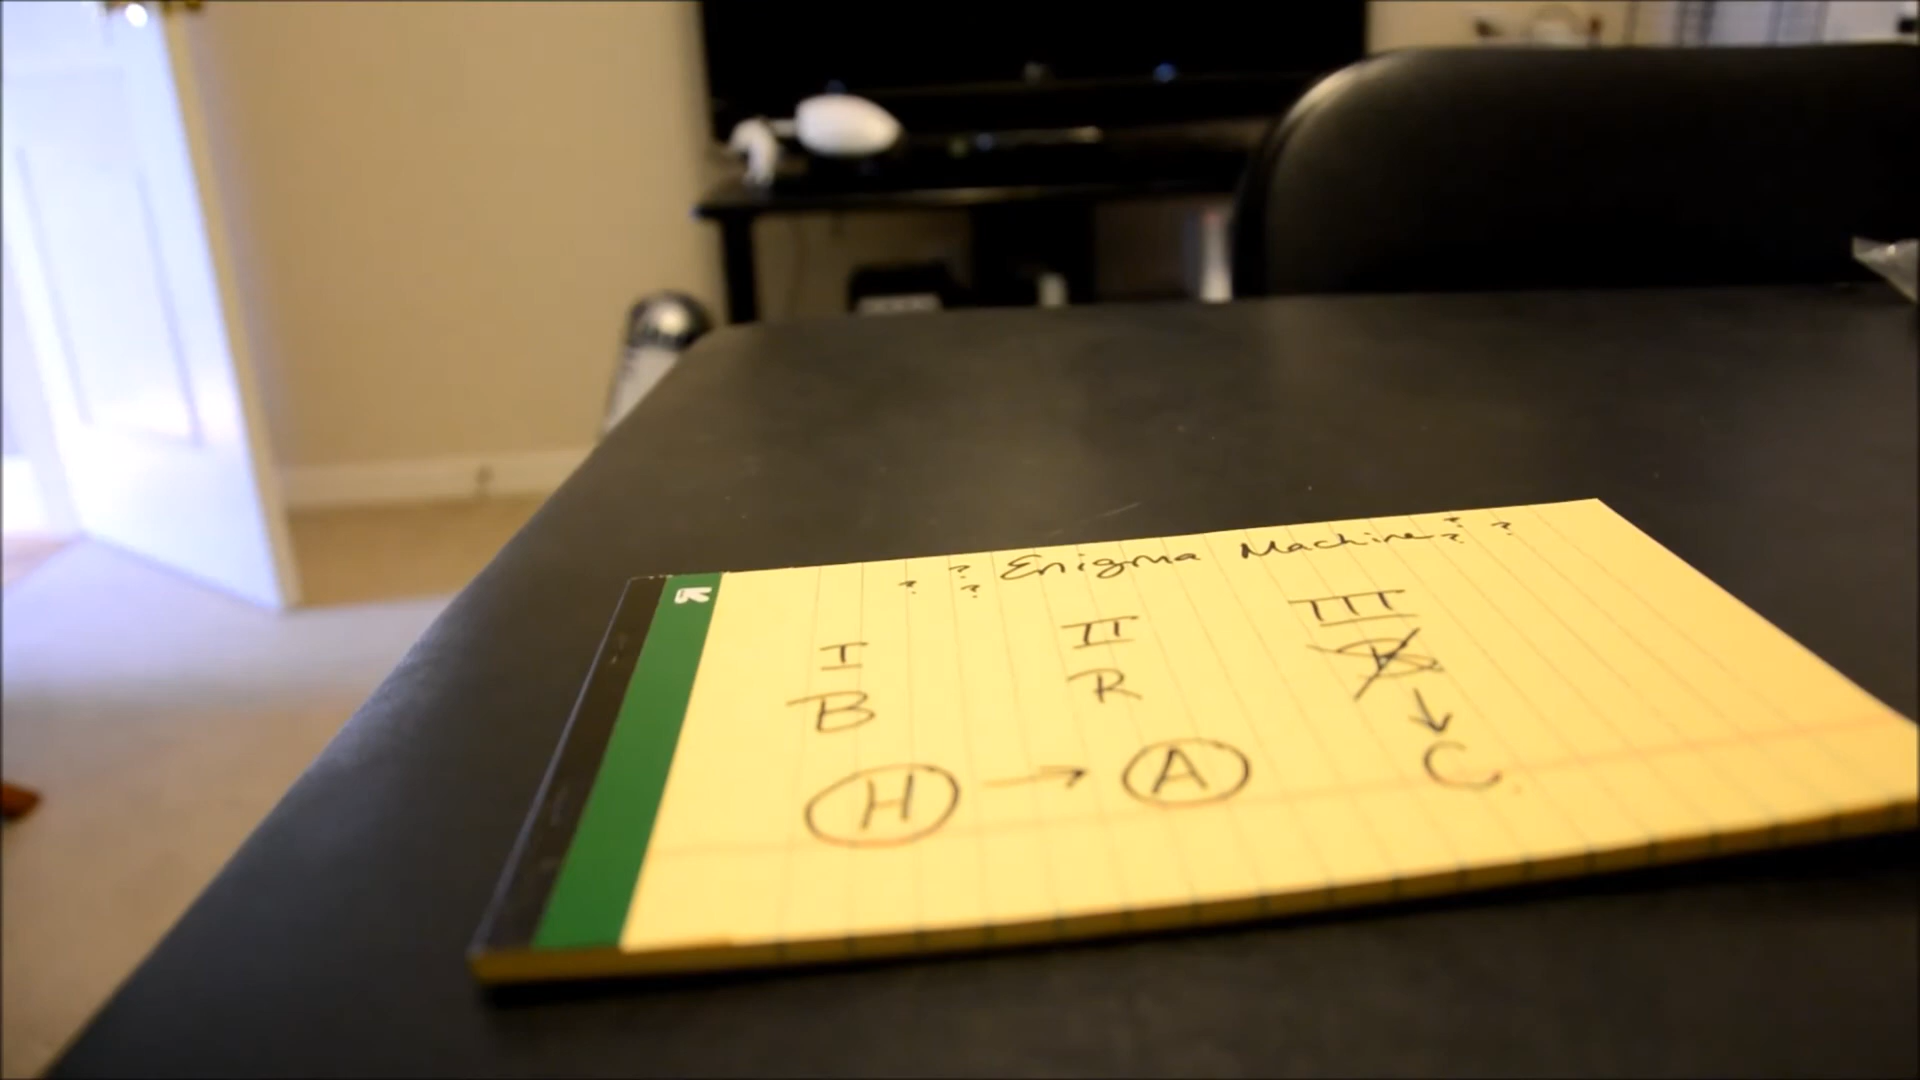 ? ? ? Enigma Machine ? ? ?
I II III
B R
C
H → A